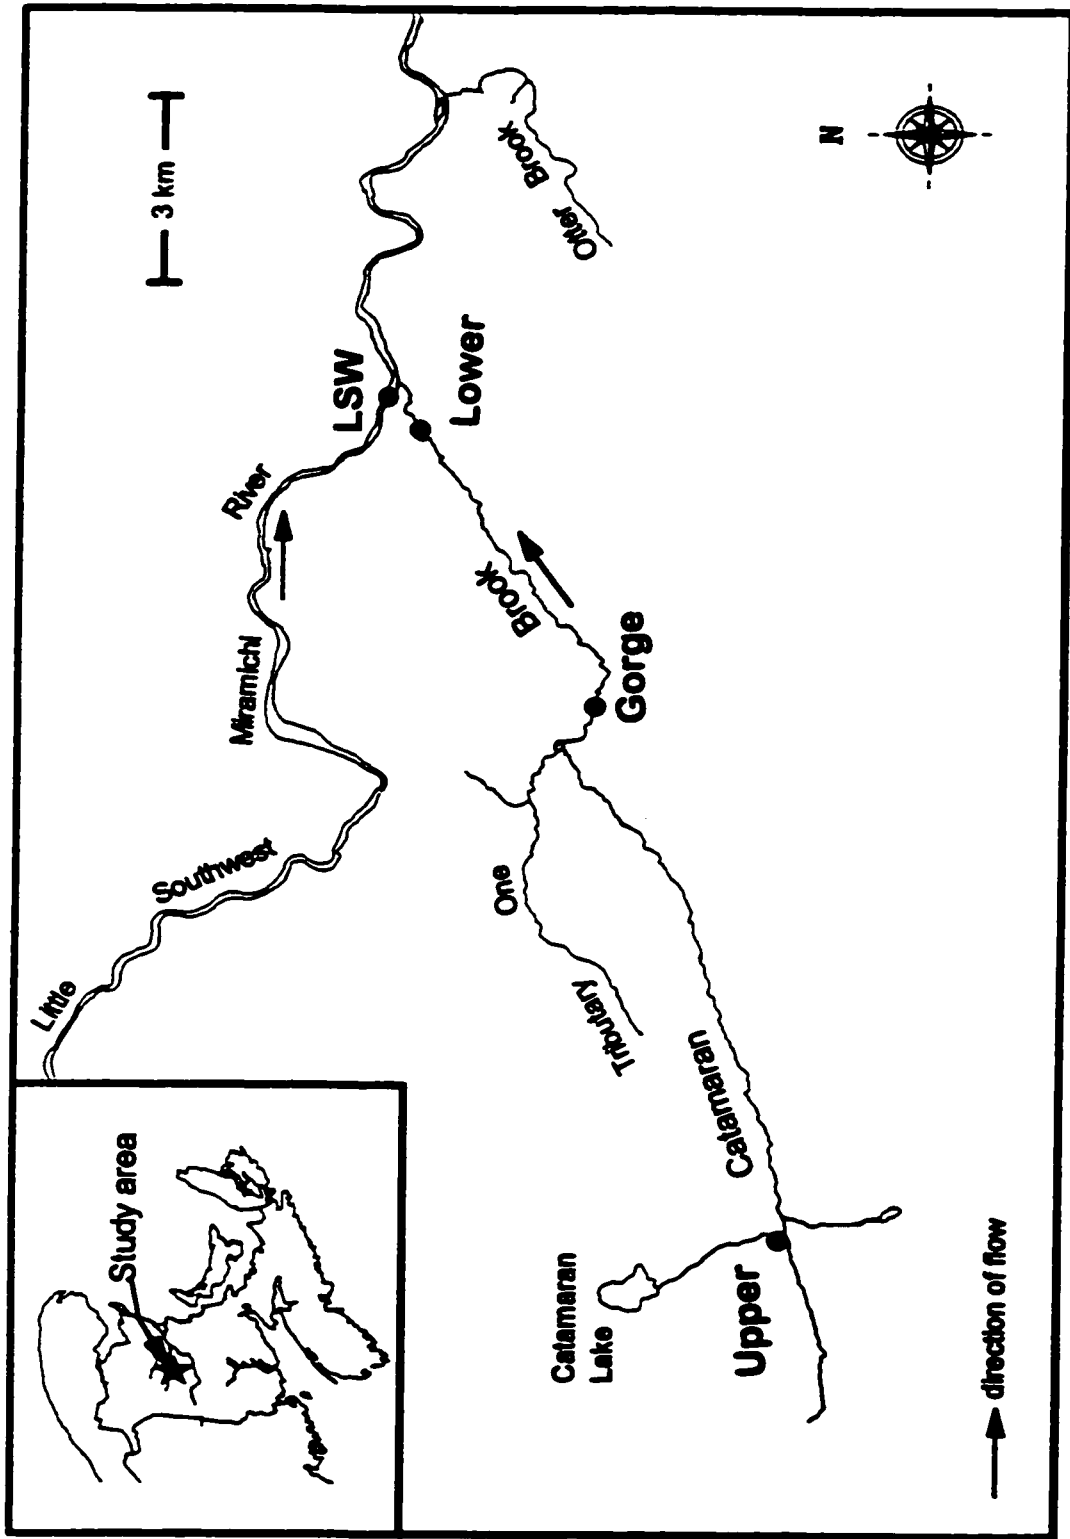 Study area
Little
Southwest
Miramichi
River
3 km
LSW
Lower
Otter Brook
N
Brook
Gorge
One
Tributary
Catamaran
Catamaran
Lake
Upper
direction of flow